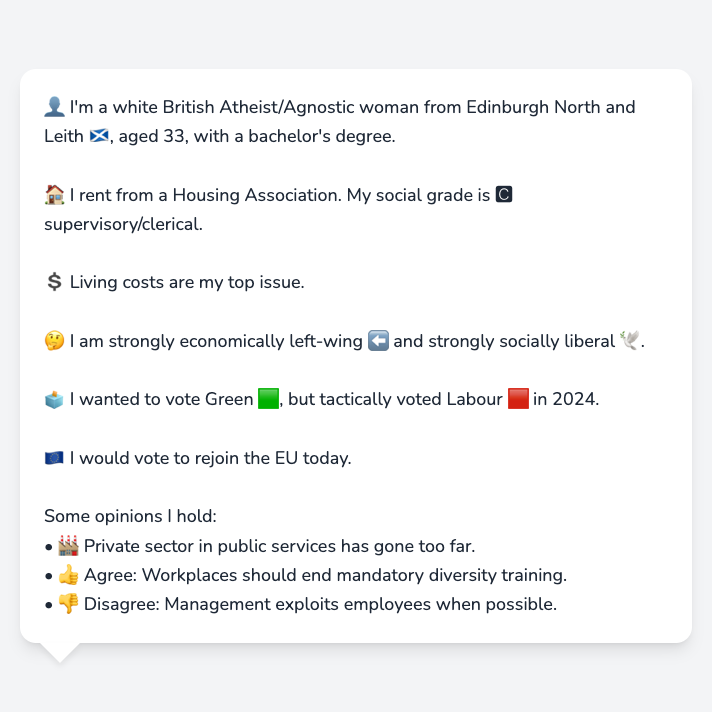 👤 I'm a white British Atheist/Agnostic woman from Edinburgh North and
Leith 🏴󠁧󠁢󠁳󠁣󠁴󠁿, aged 33, with a bachelor's degree.
🏠 I rent from a Housing Association. My social grade is C
supervisory/clerical.
💲 Living costs are my top issue.
🤔 I am strongly economically left-wing ⬅️ and strongly socially liberal 🕊️.
🗳️ I wanted to vote Green 🟩, but tactically voted Labour 🟥 in 2024.
🇪🇺 I would vote to rejoin the EU today.
Some opinions I hold:
• 🏭 Private sector in public services has gone too far.
• 👍 Agree: Workplaces should end mandatory diversity training.
• 👎 Disagree: Management exploits employees when possible.